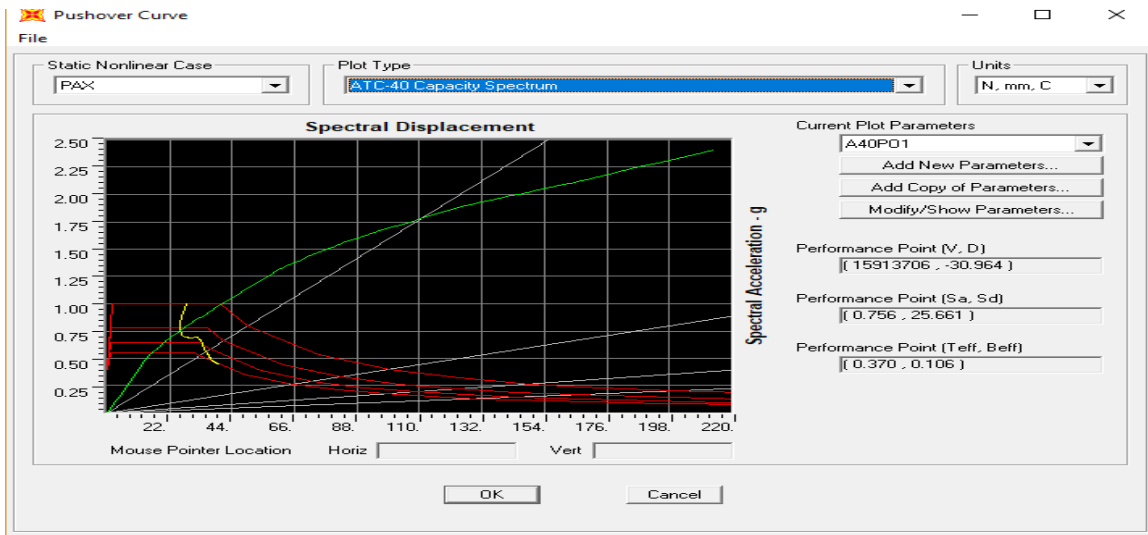 Pushover Curve
File
Static Nonlinear Case
PAX
Plot Type
ATC-40 Capacity Spectrum
Units
N, mm, C
Spectral Displacement
2.50
2.25
2.00
1.75
1.50
1.25
1.00
0.75
0.50
0.25
22. 44. 66. 88. 110. 132. 154. 176. 198. 220.
Spectral Acceleration - g
Mouse Pointer Location Horiz Vert
Current Plot Parameters
A40PO1
Add New Parameters...
Add Copy of Parameters...
Modify/Show Parameters...
Performance Point (V, D)
( 15913706 , -30.964 )
Performance Point (Sa, Sd)
( 0.756 , 25.661 )
Performance Point (Teff, Beff)
( 0.370 , 0.106 )
OK Cancel